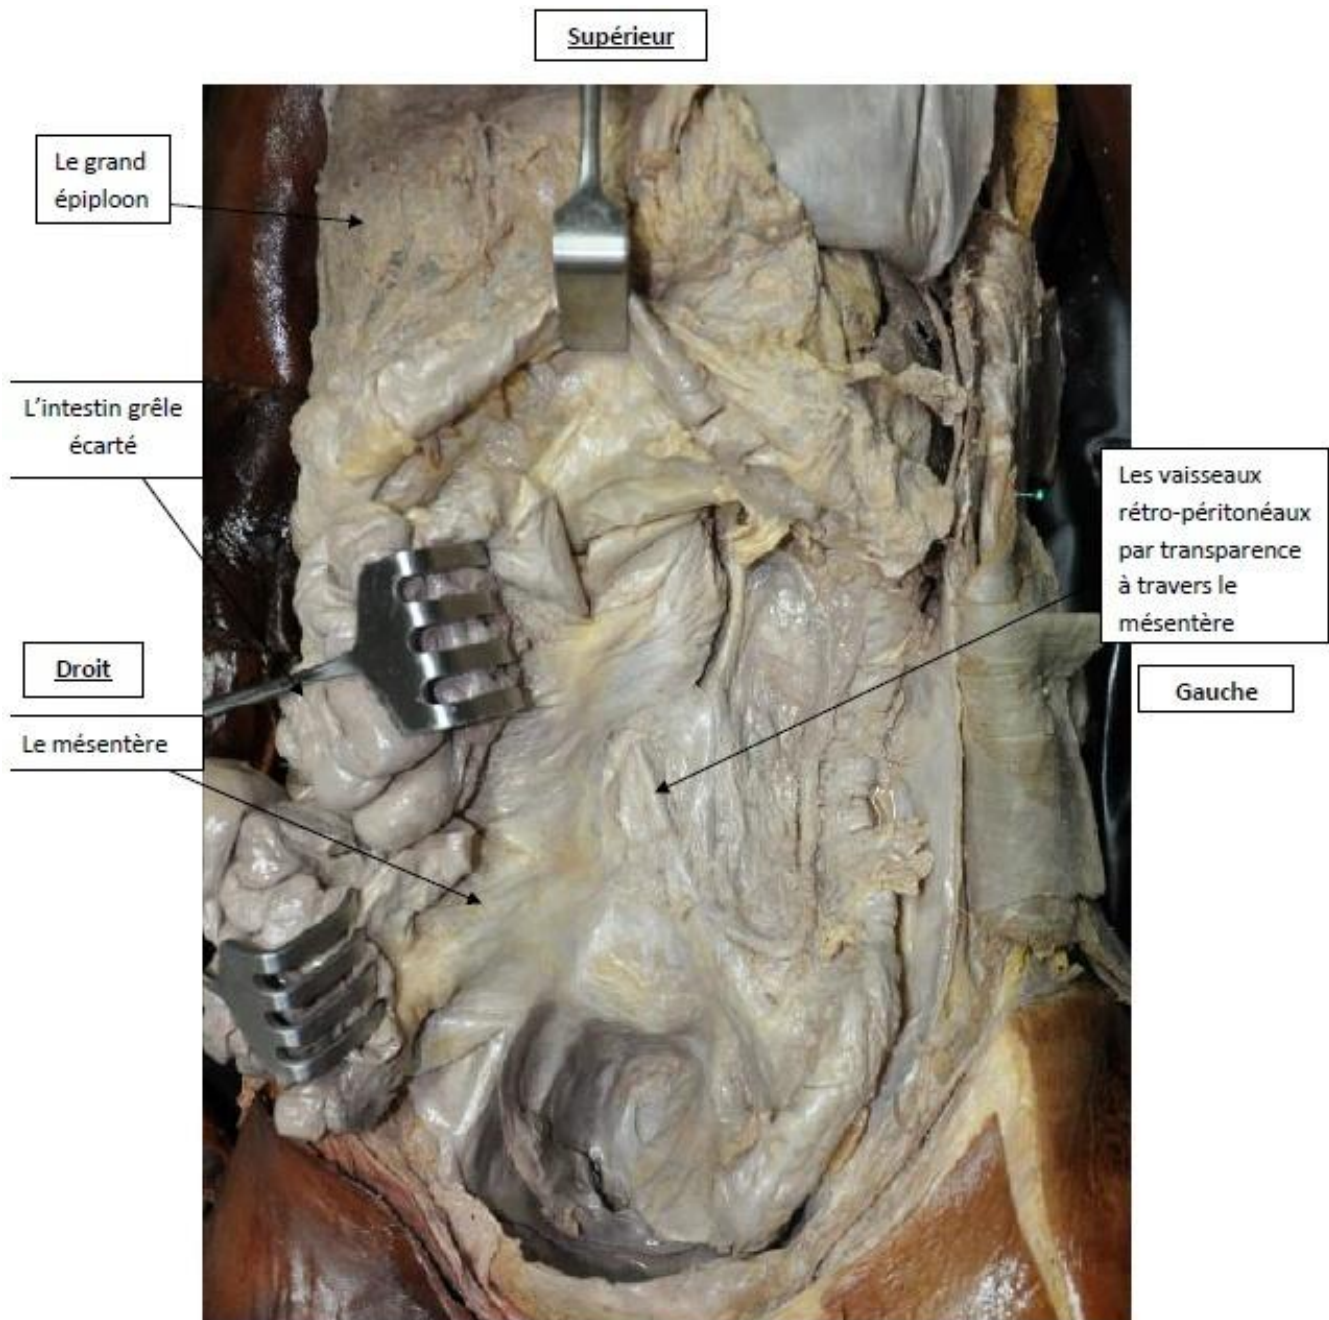 Supérieur
Le grand
épiploon
L'intestin grêle
écarté
Les vaisseaux
rétro-péritonéaux
par transparence
à travers le
mésentère
Droit
Gauche
Le mésentère